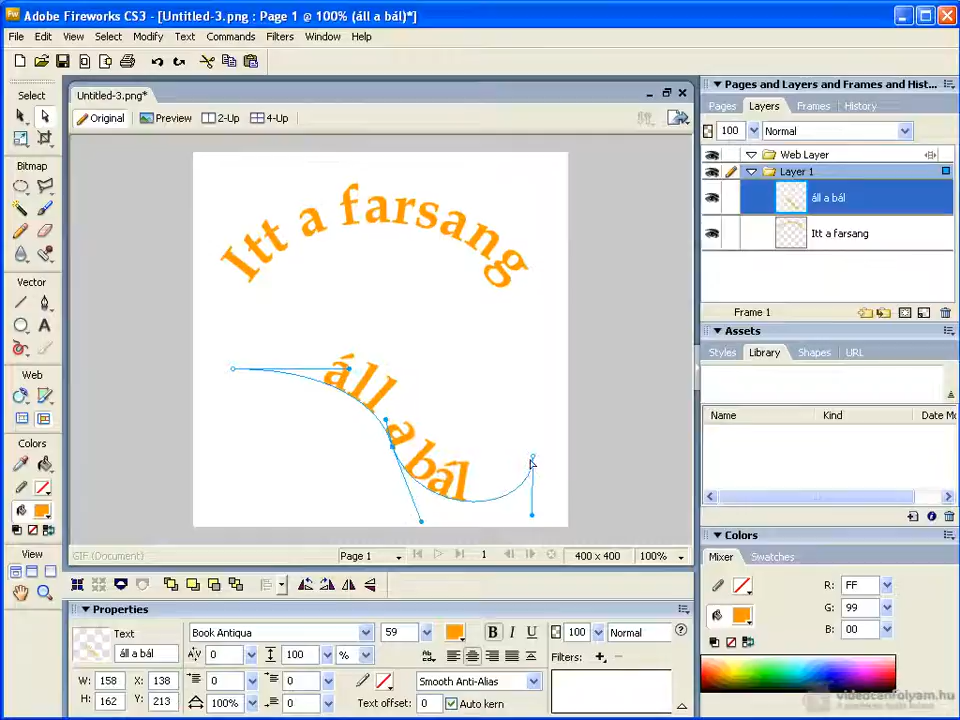 Adobe Fireworks CS3 - [Untitled-3.png : Page 1 @ 100% (áll a bál)*]
File Edit View Select Modify Text Commands Filters Window Help
Select
Untitled-3.png*
Original Preview 2-Up 4-Up
Bitmap
Vector
Web
Colors
View
Itt a farsang
áll a bál
GIF (Document)
Page 1
1
400 x 400
100%
Pages and Layers and Frames and Hist...
Pages Layers Frames History
100 Normal
Web Layer
Layer 1
áll a bál
Itt a farsang
Frame 1
Assets
Styles Library Shapes URL
Name Kind Date Mo
Colors
Mixer Swatches
R: FF
G: 99
B: 00
Properties
Text
áll a bál
Book Antiqua 59 B I U 100 Normal
0 100 % Filters:
W: 158 X: 138 0 0 Smooth Anti-Alias
H: 162 Y: 213 100% 0 Text offset: 0 Auto kern
videotanfolyam.hu